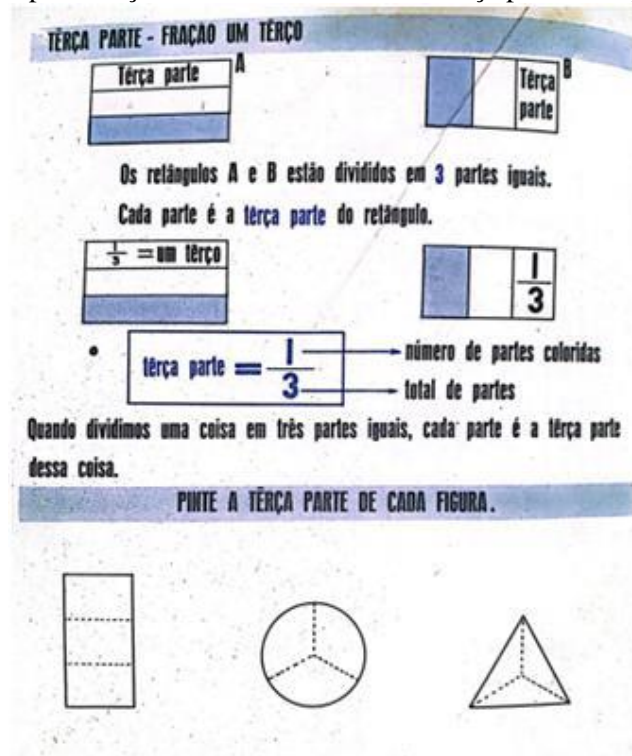 TÊRÇA PARTE - FRAÇÃO UM TÊRÇO
Têrça parte A
Têrça parte B
Os retângulos A e B estão divididos em 3 partes iguais.
Cada parte é a têrça parte do retângulo.
1/3 = um têrço
1/3
têrça parte = 1/3
número de partes coloridas
total de partes
Quando dividimos uma coisa em três partes iguais, cada parte é a têrça parte
dessa coisa.
PINTE A TÊRÇA PARTE DE CADA FIGURA.